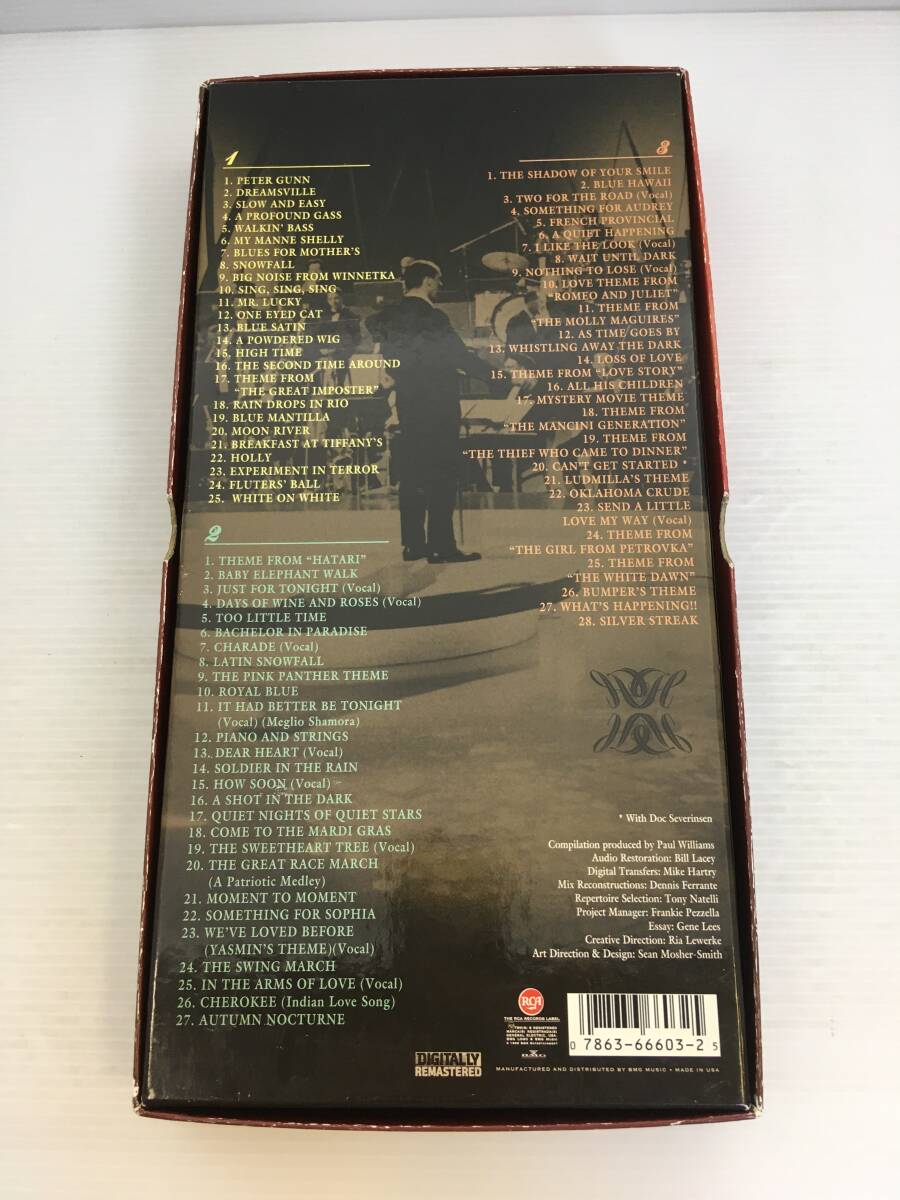 1
1. PETER GUNN
2. DREAMSVILLE
3. SLOW AND EASY
4. A PROFOUND GASS
5. WALKIN' BASS
6. MY MANNE SHELLY
7. BLUES FOR MOTHER'S
8. SNOWFALL
9. BIG NOISE FROM WINNETKA
10. SING, SING, SING
11. MR. LUCKY
12. ONE EYED CAT
13. BLUE SATIN
14. A POWDERED WIG
15. HIGH TIME
16. THE SECOND TIME AROUND
17. THEME FROM
"THE GREAT IMPOSTER"
18. RAIN DROPS IN RIO
19. BLUE MANTILLA
20. MOON RIVER
21. BREAKFAST AT TIFFANY'S
22. HOLLY
23. EXPERIMENT IN TERROR
24. FLUTERS' BALL
25. WHITE ON WHITE
2
1. THEME FROM "HATARI"
2. BABY ELEPHANT WALK
3. JUST FOR TONIGHT (Vocal)
4. DAYS OF WINE AND ROSES (Vocal)
5. TOO LITTLE TIME
6. BACHELOR IN PARADISE
7. CHARADE (Vocal)
8. LATIN SNOWFALL
9. THE PINK PANTHER THEME
10. ROYAL BLUE
11. IT HAD BETTER BE TONIGHT
(Vocal) (Meglio Shamora)
12. PIANO AND STRINGS
13. DEAR HEART (Vocal)
14. SOLDIER IN THE RAIN
15. HOW SOON (Vocal)
16. A SHOT IN THE DARK
17. QUIET NIGHTS OF QUIET STARS
18. COME TO THE MARDI GRAS
19. THE SWEETHEART TREE (Vocal)
20. THE GREAT RACE MARCH
(A Patriotic Medley)
21. MOMENT TO MOMENT
22. SOMETHING FOR SOPHIA
23. WE'VE LOVED BEFORE
(YASMIN'S THEME)(Vocal)
24. THE SWING MARCH
25. IN THE ARMS OF LOVE (Vocal)
26. CHEROKEE (Indian Love Song)
27. AUTUMN NOCTURNE
3
1. THE SHADOW OF YOUR SMILE
2. BLUE HAWAII
3. TWO FOR THE ROAD (Vocal)
4. SOMETHING FOR AUDREY
5. FRENCH PROVINCIAL
6. A QUIET HAPPENING
7. I LIKE THE LOOK (Vocal)
8. WAIT UNTIL DARK
9. NOTHING TO LOSE (Vocal)
10. LOVE THEME FROM
"ROMEO AND JULIET"
11. THEME FROM
"THE MOLLY MAGUIRES"
12. AS TIME GOES BY
13. WHISTLING AWAY THE DARK
14. LOSS OF LOVE
15. THEME FROM "LOVE STORY"
16. ALL HIS CHILDREN
17. MYSTERY MOVIE THEME
18. THEME FROM
"THE MANCINI GENERATION"
19. THEME FROM
"THE THIEF WHO CAME TO DINNER"
20. CAN'T GET STARTED *
21. LUDMILLA'S THEME
22. OKLAHOMA CRUDE
23. SEND A LITTLE
LOVE MY WAY (Vocal)
24. THEME FROM
"THE GIRL FROM PETROVKA"
25. THEME FROM
"THE WHITE DAWN"
26. BUMPER'S THEME
27. WHAT'S HAPPENING!!
28. SILVER STREAK
* With Doc Severinsen
Compilation produced by Paul Williams
Audio Restoration: Bill Lacey
Digital Transfers: Mike Hartry
Mix Reconstructions: Dennis Ferrante
Repertoire Selection: Tony Natelli
Project Manager: Frankie Pezzella
Essay: Gene Lees
Creative Direction: Ria Lewerke
Art Direction & Design: Sean Mosher-Smith
DIGITALLY
REMASTERED
RCA
THE RCA RECORDS LABEL
BMG
0 7863-66603-2 5
MANUFACTURED AND DISTRIBUTED BY BMG MUSIC • MADE IN USA